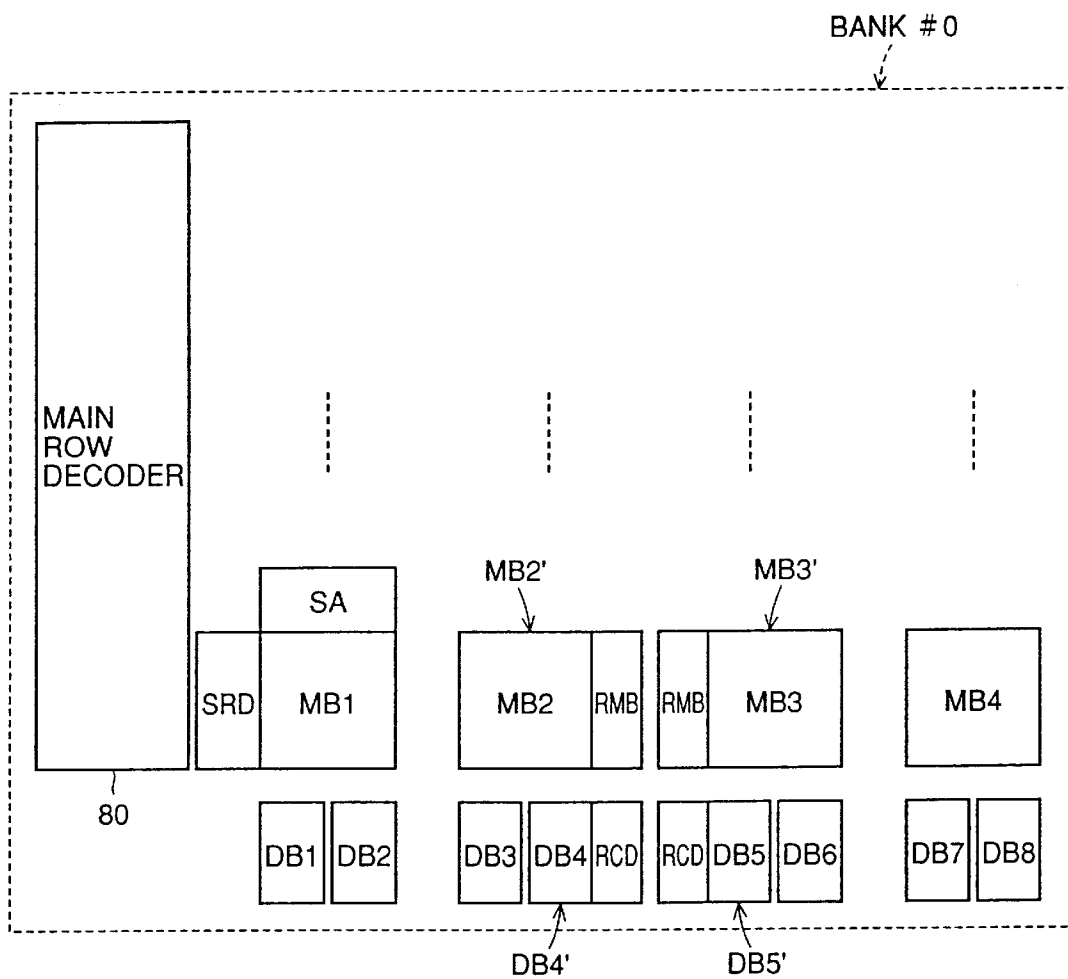 BANK #0
MAIN
ROW
DECODER
MB2'
MB3'
SA
SRD
MB1
MB2
RMB
RMB
MB3
MB4
80
DB1
DB2
DB3
DB4
RCD
RCD
DB5
DB6
DB7
DB8
DB4'
DB5'